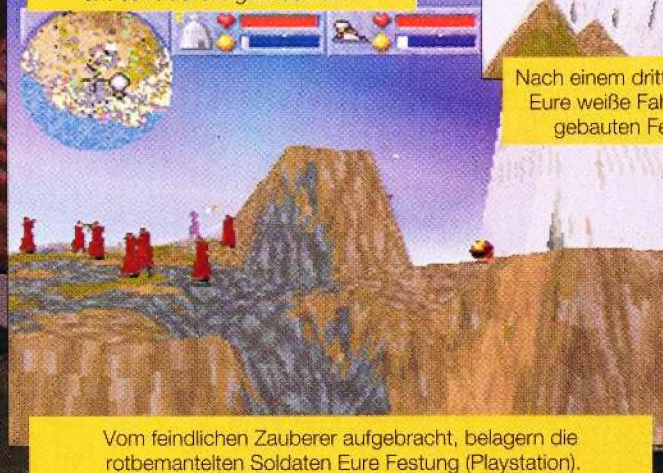 Nach einem dritt
Eure weiße Fah
gebauten Fe
Vom feindlichen Zauberer aufgebracht, belagern die
rotbemantelten Soldaten Eure Festung (Playstation).